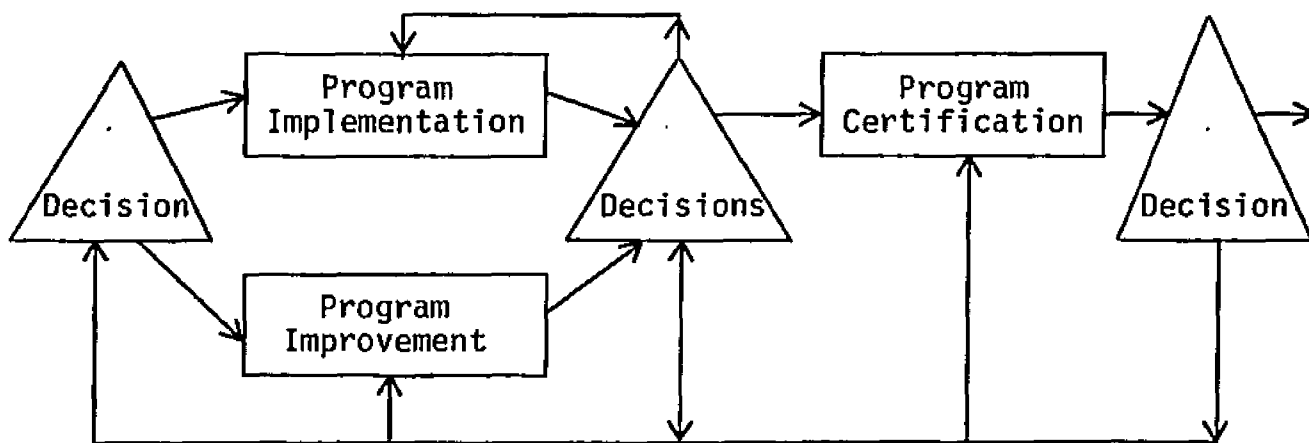 Program
Implementation
Program
Certification
Decision
Decisions
Decision
Program
Improvement